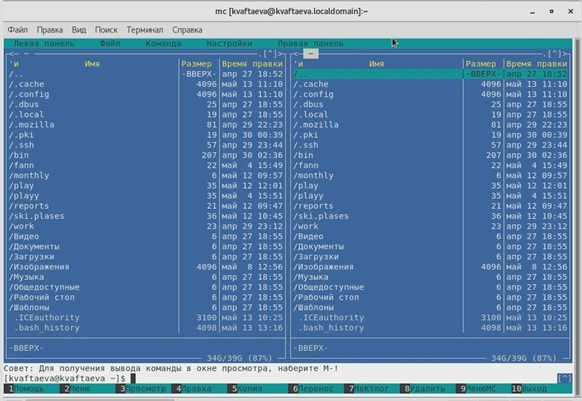 mc [kvaftaeva@kvaftaeva.localdomain]:~
Файл Правка Вид Поиск Терминал Справка
Левая панель Файл Команда Настройки Правая панель
<— ~ .[^]> <— ~ .[^]>
'и Имя Размер Время правки 'и Имя Размер Время правки
/.. -ВВЕРХ- апр 27 18:52 /.. -ВВЕРХ- апр 27 18:52
/.cache 4096 май 13 11:10 /.cache 4096 май 13 11:10
/.config 4096 май 13 11:10 /.config 4096 май 13 11:10
/.dbus 25 апр 27 18:55 /.dbus 25 апр 27 18:55
/.local 19 апр 27 18:55 /.local 19 апр 27 18:55
/.mozilla 81 апр 29 22:23 /.mozilla 81 апр 29 22:23
/.pki 19 апр 30 00:39 /.pki 19 апр 30 00:39
/.ssh 57 апр 29 23:44 /.ssh 57 апр 29 23:44
/bin 207 апр 30 02:36 /bin 207 апр 30 02:36
/fann 22 май 4 15:49 /fann 22 май 4 15:49
/monthly 6 май 12 09:57 /monthly 6 май 12 09:57
/play 35 май 12 12:01 /play 35 май 12 12:01
/playy 35 май 4 15:51 /playy 35 май 4 15:51
/reports 21 май 12 09:47 /reports 21 май 12 09:47
/ski.plases 36 май 12 10:45 /ski.plases 36 май 12 10:45
/work 23 апр 29 23:12 /work 23 апр 29 23:12
/Видео 6 апр 27 18:55 /Видео 6 апр 27 18:55
/Документы 6 апр 27 18:55 /Документы 6 апр 27 18:55
/Загрузки 6 апр 27 18:55 /Загрузки 6 апр 27 18:55
/Изображения 4096 май 8 12:56 /Изображения 4096 май 8 12:56
/Музыка 6 апр 27 18:55 /Музыка 6 апр 27 18:55
/Общедоступные 6 апр 27 18:55 /Общедоступные 6 апр 27 18:55
/Рабочий стол 6 апр 27 18:55 /Рабочий стол 6 апр 27 18:55
/Шаблоны 6 апр 27 18:55 /Шаблоны 6 апр 27 18:55
.ICEauthority 3100 май 13 10:25 .ICEauthority 3100 май 13 10:25
.bash_history 4098 май 13 13:16 .bash_history 4098 май 13 13:16
-ВВЕРХ- -ВВЕРХ-
34G/39G (87%) 34G/39G (87%)
Совет: Для получения вывода команды в окне просмотра, наберите M-!
[kvaftaeva@kvaftaeva ~]$ [^]
1Помощь 2Меню 3Просмотр 4Правка 5Копия 6Перенос 7НвКтлог 8Удалить 9МенюMC 10Выход